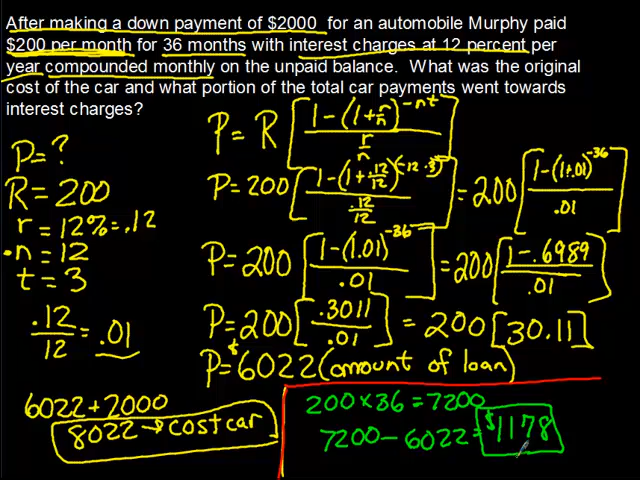 After making a down payment of $2000 for an automobile Murphy paid
$200 per month for 36 months with interest charges at 12 percent per
year compounded monthly on the unpaid balance. What was the original
cost of the car and what portion of the total car payments went towards
interest charges?
P = ?
R = 200
r = 12% = .12
n = 12
t = 3
.12/12 = .01
P = R [ (1 - (1 + r/n)^-nt) / (r/n) ]
P = 200 [ (1 - (1 + .12/12)^(-12·3)) / (.12/12) ] = 200 [ (1 - (1+.01)^-36) / .01 ]
P = 200 [ (1 - (1.01)^-36) / .01 ] = 200 [ (1 - .6989) / .01 ]
P = 200 [ .3011 / .01 ] = 200 [30.11]
P = $6022 (amount of loan)
6022 + 2000
8022 → cost car
200 × 36 = 7200
7200 - 6022 = $1178